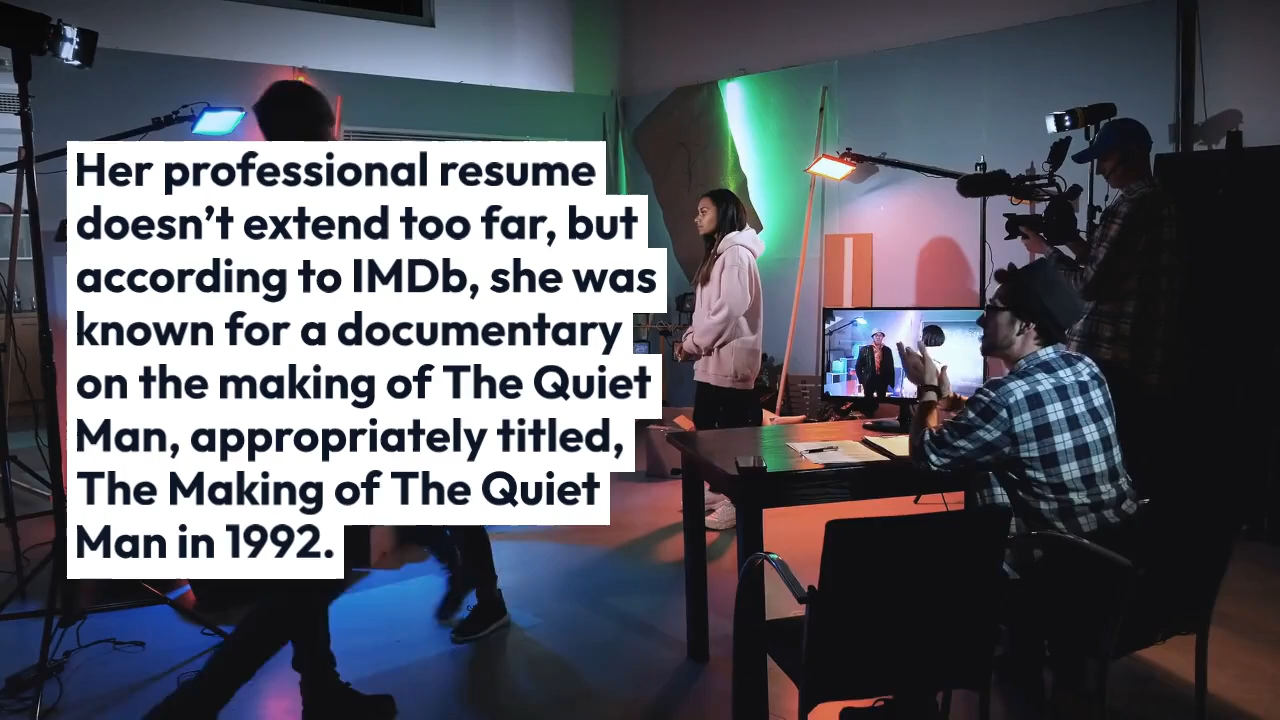 Her professional resume
doesn’t extend too far, but
according to IMDb, she was
known for a documentary
on the making of The Quiet
Man, appropriately titled,
The Making of The Quiet
Man in 1992.